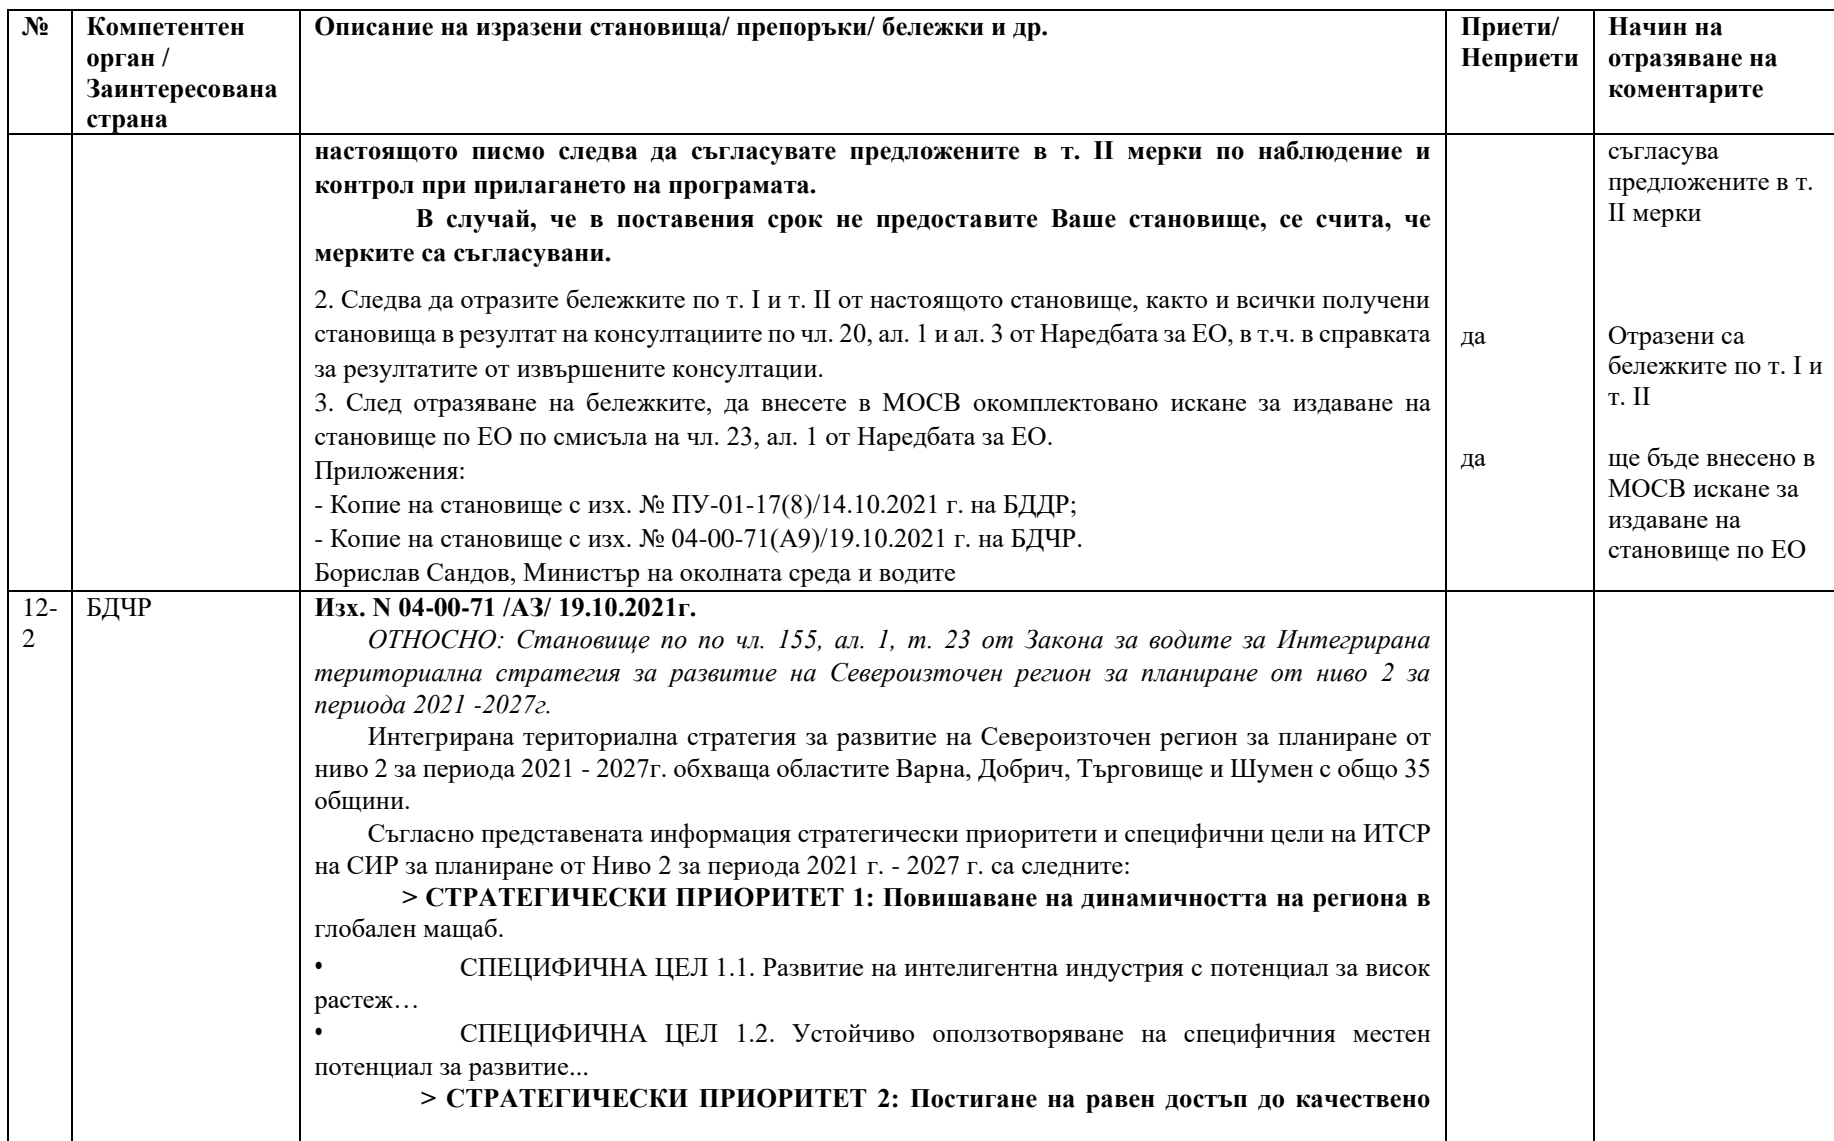 №
Компетентен
орган /
Заинтересована
страна
Описание на изразени становища/ препоръки/ бележки и др.
Приети/
Неприети
Начин на
отразяване на
коментарите
настоящото писмо следва да съгласувате предложените в т. II мерки по наблюдение и
контрол при прилагането на програмата.
В случай, че в поставения срок не предоставите Ваше становище, се счита, че
мерките са съгласувани.
2. Следва да отразите бележките по т. I и т. II от настоящото становище, както и всички получени
становища в резултат на консултациите по чл. 20, ал. 1 и ал. 3 от Наредбата за ЕО, в т.ч. в справката
за резултатите от извършените консултации.
3. След отразяване на бележките, да внесете в МОСВ окомплектовано искане за издаване на
становище по ЕО по смисъла на чл. 23, ал. 1 от Наредбата за ЕО.
Приложения:
- Копие на становище с изх. № ПУ-01-17(8)/14.10.2021 г. на БДДР;
- Копие на становище с изх. № 04-00-71(А9)/19.10.2021 г. на БДЧР.
Борислав Сандов, Министър на околната среда и водите
да
да
съгласува
предложените в т.
II мерки
Отразени са
бележките по т. I и
т. II
ще бъде внесено в
МОСВ искане за
издаване на
становище по ЕО
12-
2
БДЧР
Изх. N 04-00-71 /АЗ/ 19.10.2021г.
ОТНОСНО: Становище по по чл. 155, ал. 1, т. 23 от Закона за водите за Интегрирана
териториална стратегия за развитие на Североизточен регион за планиране от ниво 2 за
периода 2021 -2027г.
Интегрирана териториална стратегия за развитие на Североизточен регион за планиране от
ниво 2 за периода 2021 - 2027г. обхваща областите Варна, Добрич, Търговище и Шумен с общо 35
общини.
Съгласно представената информация стратегически приоритети и специфични цели на ИТСР
на СИР за планиране от Ниво 2 за периода 2021 г. - 2027 г. са следните:
> СТРАТЕГИЧЕСКИ ПРИОРИТЕТ 1: Повишаване на динамичността на региона в
глобален мащаб.
• СПЕЦИФИЧНА ЦЕЛ 1.1. Развитие на интелигентна индустрия с потенциал за висок
растеж…
• СПЕЦИФИЧНА ЦЕЛ 1.2. Устойчиво оползотворяване на специфичния местен
потенциал за развитие...
> СТРАТЕГИЧЕСКИ ПРИОРИТЕТ 2: Постигане на равен достъп до качествено